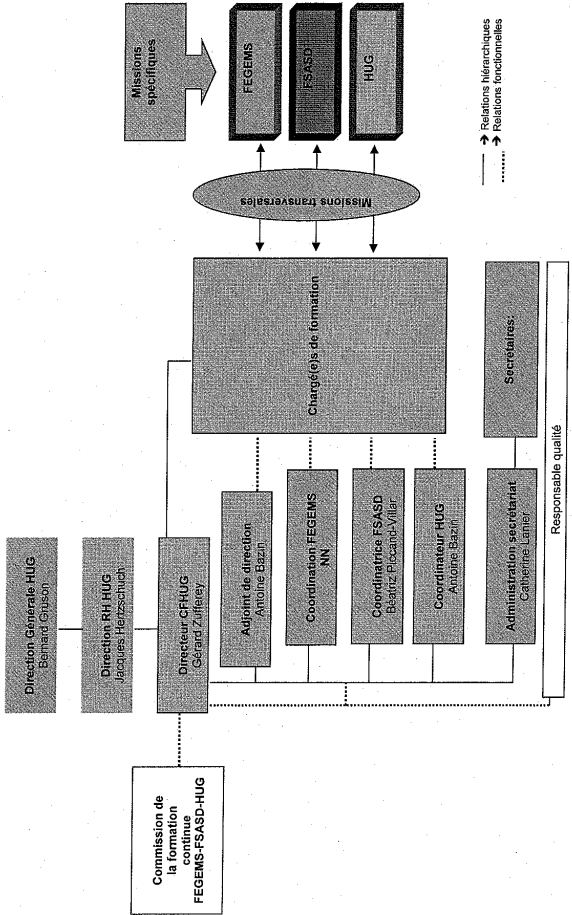 Direction Générale HUG
Bernard Gruson
Direction RH HUG
Jacques Hertzschuch
Directeur CFHUG
Gérard Zufferey
Commission de
la formation
continue
FEGEMS-FSASD-HUG
Adjoint de direction
Antoine Bazin
Coordination FEGEMS
NN
Coordinatrice FSASD
Béatriz Piccand-Villar
Coordinateur HUG
Antoine Bazin
Administration secrétariat
Catherine Lanier
Chargé(e)s de formation
Secrétaires:
Responsable qualité
Missions transversales
Missions
spécifiques
FEGEMS
FSASD
HUG
Relations hiérarchiques
Relations fonctionnelles